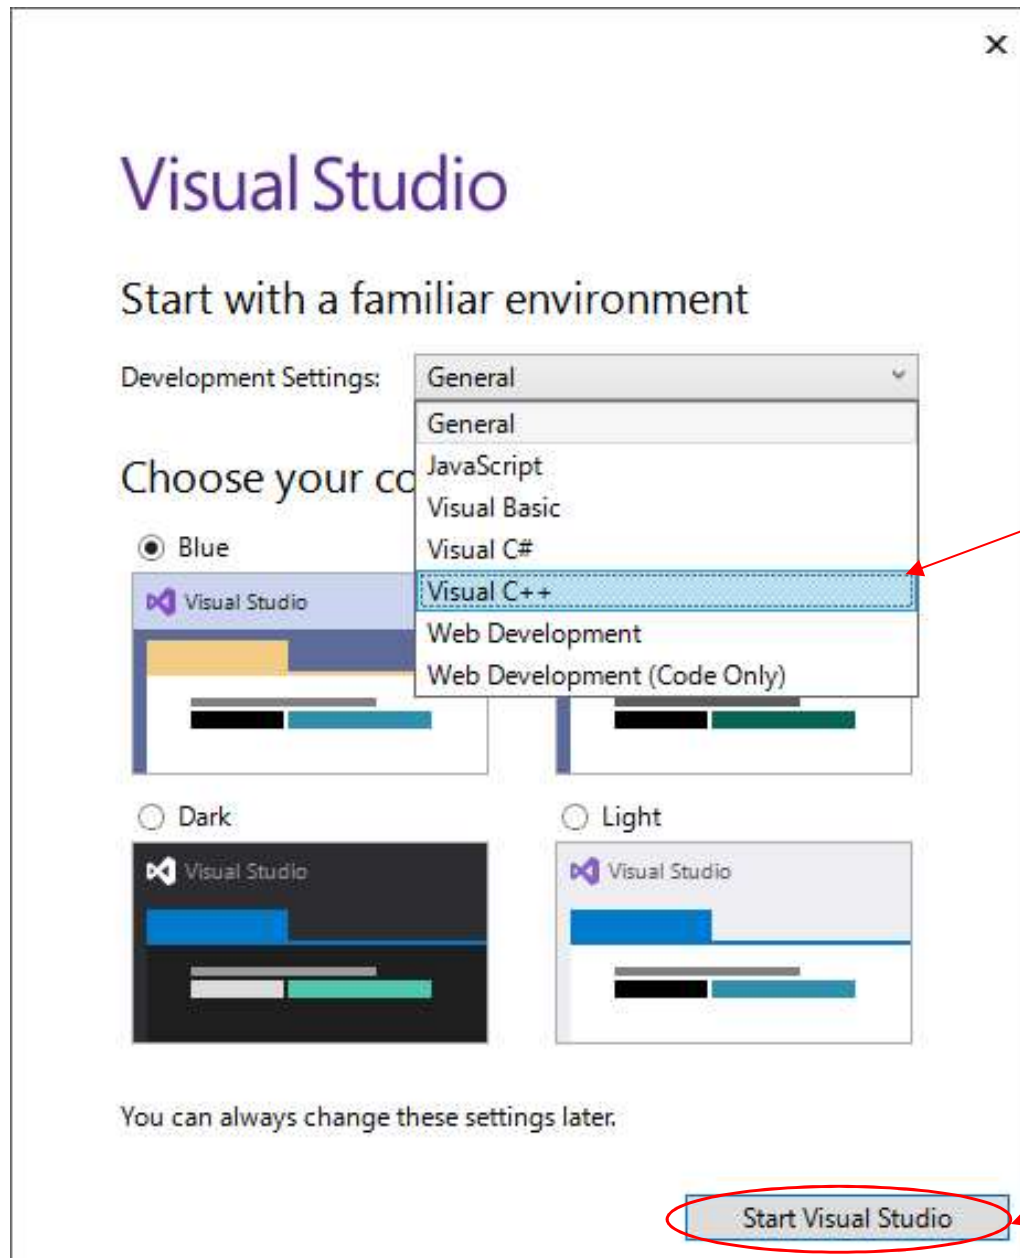 Visual Studio
Start with a familiar environment
Development Settings: General
General
JavaScript
Choose your co
Visual Basic
Blue
Visual C#
Visual Studio
Visual C++
Web Development
Web Development (Code Only)
Dark
Light
Visual Studio
Visual Studio
You can always change these settings later.
Start Visual Studio